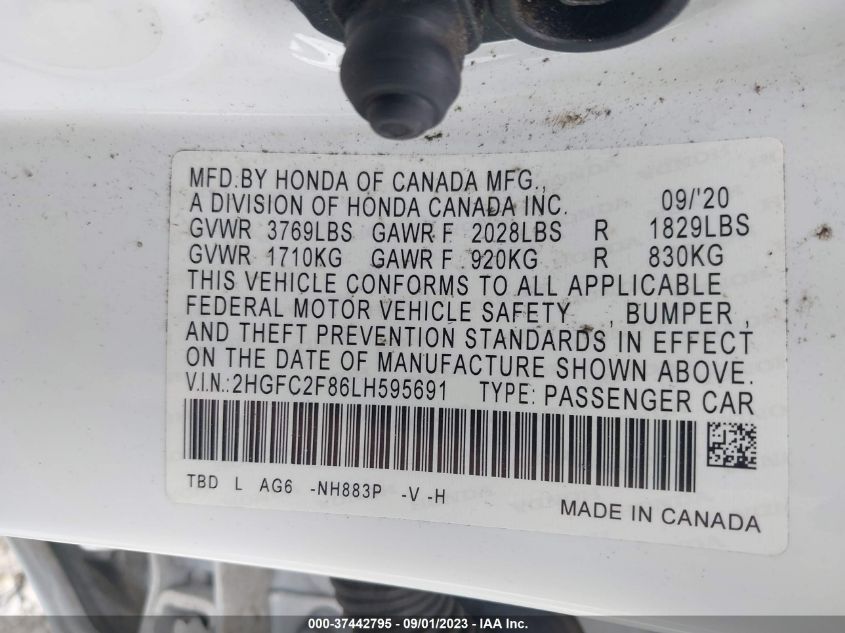 MFD.BY HONDA OF CANADA MFG., 09/'20
A DIVISION OF HONDA CANADA INC.
GVWR 3769LBS GAWR F 2028LBS R 1829LBS
GVWR 1710KG GAWR F 920KG R 830KG
THIS VEHICLE CONFORMS TO ALL APPLICABLE
FEDERAL MOTOR VEHICLE SAFETY , BUMPER ,
AND THEFT PREVENTION STANDARDS IN EFFECT
ON THE DATE OF MANUFACTURE SHOWN ABOVE.
V.I.N.:2HGFC2F86LH595691 TYPE: PASSENGER CAR
TBD L AG6 -NH883P -V -H
MADE IN CANADA
000-37442795 - 09/01/2023 - © IAA Inc.